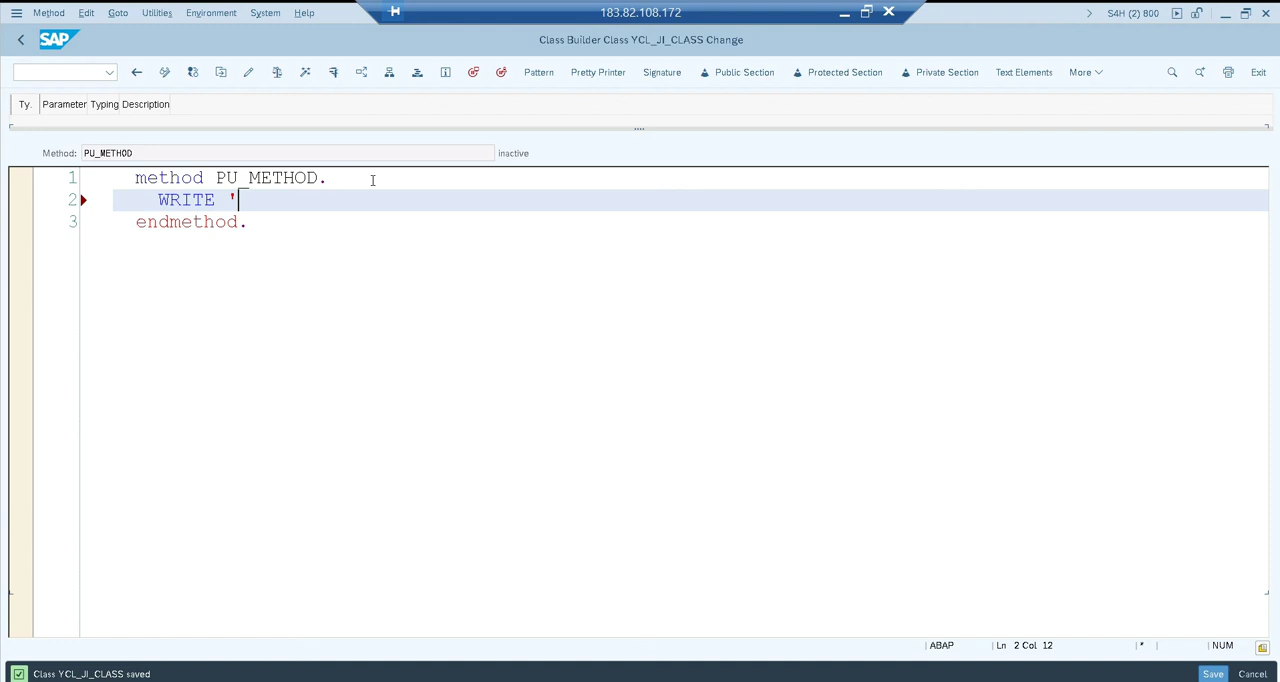 Method Edit Goto Utilities Environment System Help 183.82.108.172 S4H (2) 800
SAP Class Builder Class YCL_JI_CLASS Change
Pattern Pretty Printer Signature Public Section Protected Section Private Section Text Elements More Exit
Ty. Parameter Typing Description
Method: PU_METHOD inactive
1 method PU_METHOD.
2 WRITE '
3 endmethod.
ABAP Ln 2 Col 12 * NUM
Class YCL_JI_CLASS saved Save Cancel